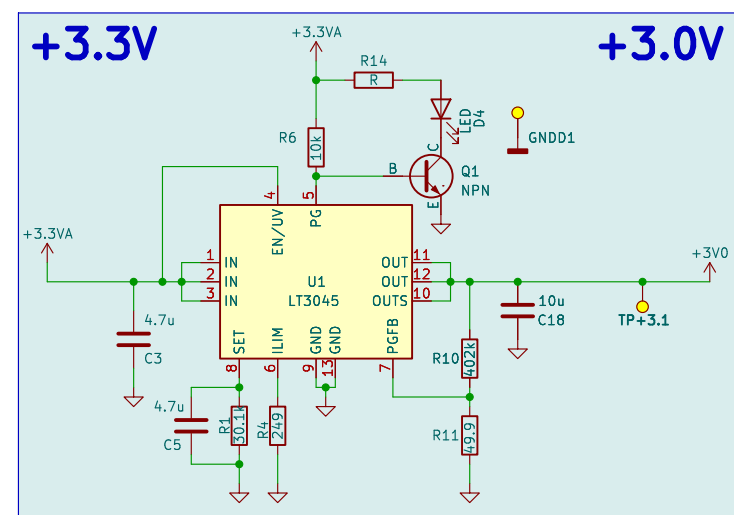 +3.3V
+3.0V
+3.3VA
R14
R
LED
D4
R6
10k
GNDD1
C
B
Q1
NPN
E
4
5
EN/UV
PG
+3.3VA
+3V0
1
IN
OUT
11
2
IN
U1
OUT
12
3
IN
LT3045
OUTS
10
10u
C18
TP+3.1
4.7u
C3
SET
ILIM
GND
GND
PGFB
8
6
9
13
7
R10
402k
4.7u
C5
R1
30.1k
R4
249
R11
49.9